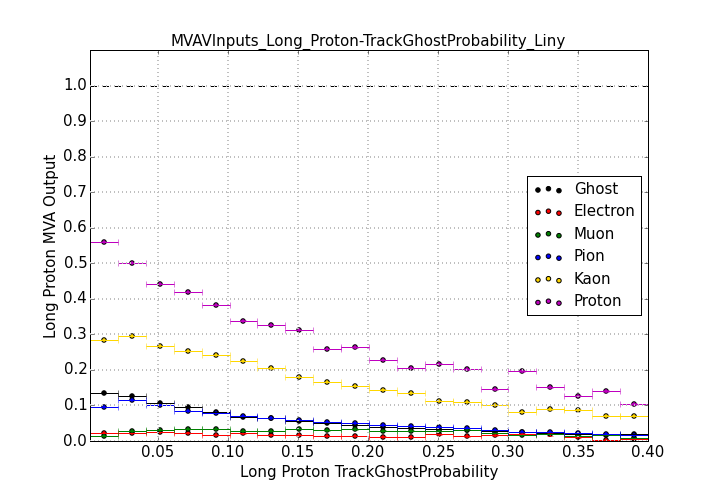 MVAVInputs_Long_Proton-TrackGhostProbability_Liny
Long Proton MVA Output
1.0
0.9
0.8
0.7
0.6
0.5
0.4
0.3
0.2
0.1
0.0
Ghost
Electron
Muon
Pion
Kaon
Proton
0.05 0.10 0.15 0.20 0.25 0.30 0.35 0.40
Long Proton TrackGhostProbability